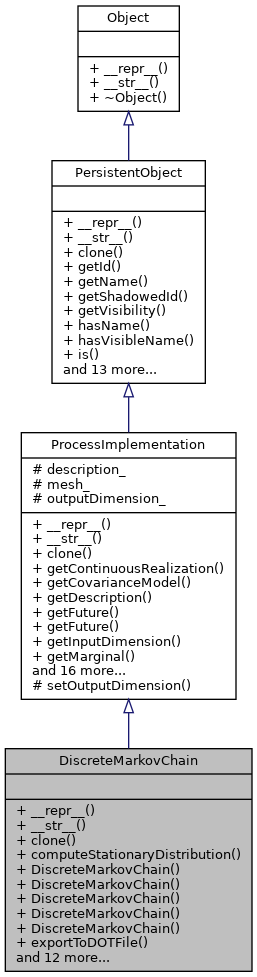 Object
+ __repr__()
+ __str__()
+ ~Object()
PersistentObject
+ __repr__()
+ __str__()
+ clone()
+ getId()
+ getName()
+ getShadowedId()
+ getVisibility()
+ hasName()
+ hasVisibleName()
+ is()
and 13 more...
ProcessImplementation
# description_
# mesh_
# outputDimension_
+ __repr__()
+ __str__()
+ clone()
+ getContinuousRealization()
+ getCovarianceModel()
+ getDescription()
+ getFuture()
+ getFuture()
+ getInputDimension()
+ getMarginal()
and 16 more...
# setOutputDimension()
DiscreteMarkovChain
+ __repr__()
+ __str__()
+ clone()
+ computeStationaryDistribution()
+ DiscreteMarkovChain()
+ DiscreteMarkovChain()
+ DiscreteMarkovChain()
+ DiscreteMarkovChain()
+ DiscreteMarkovChain()
+ exportToDOTFile()
and 12 more...